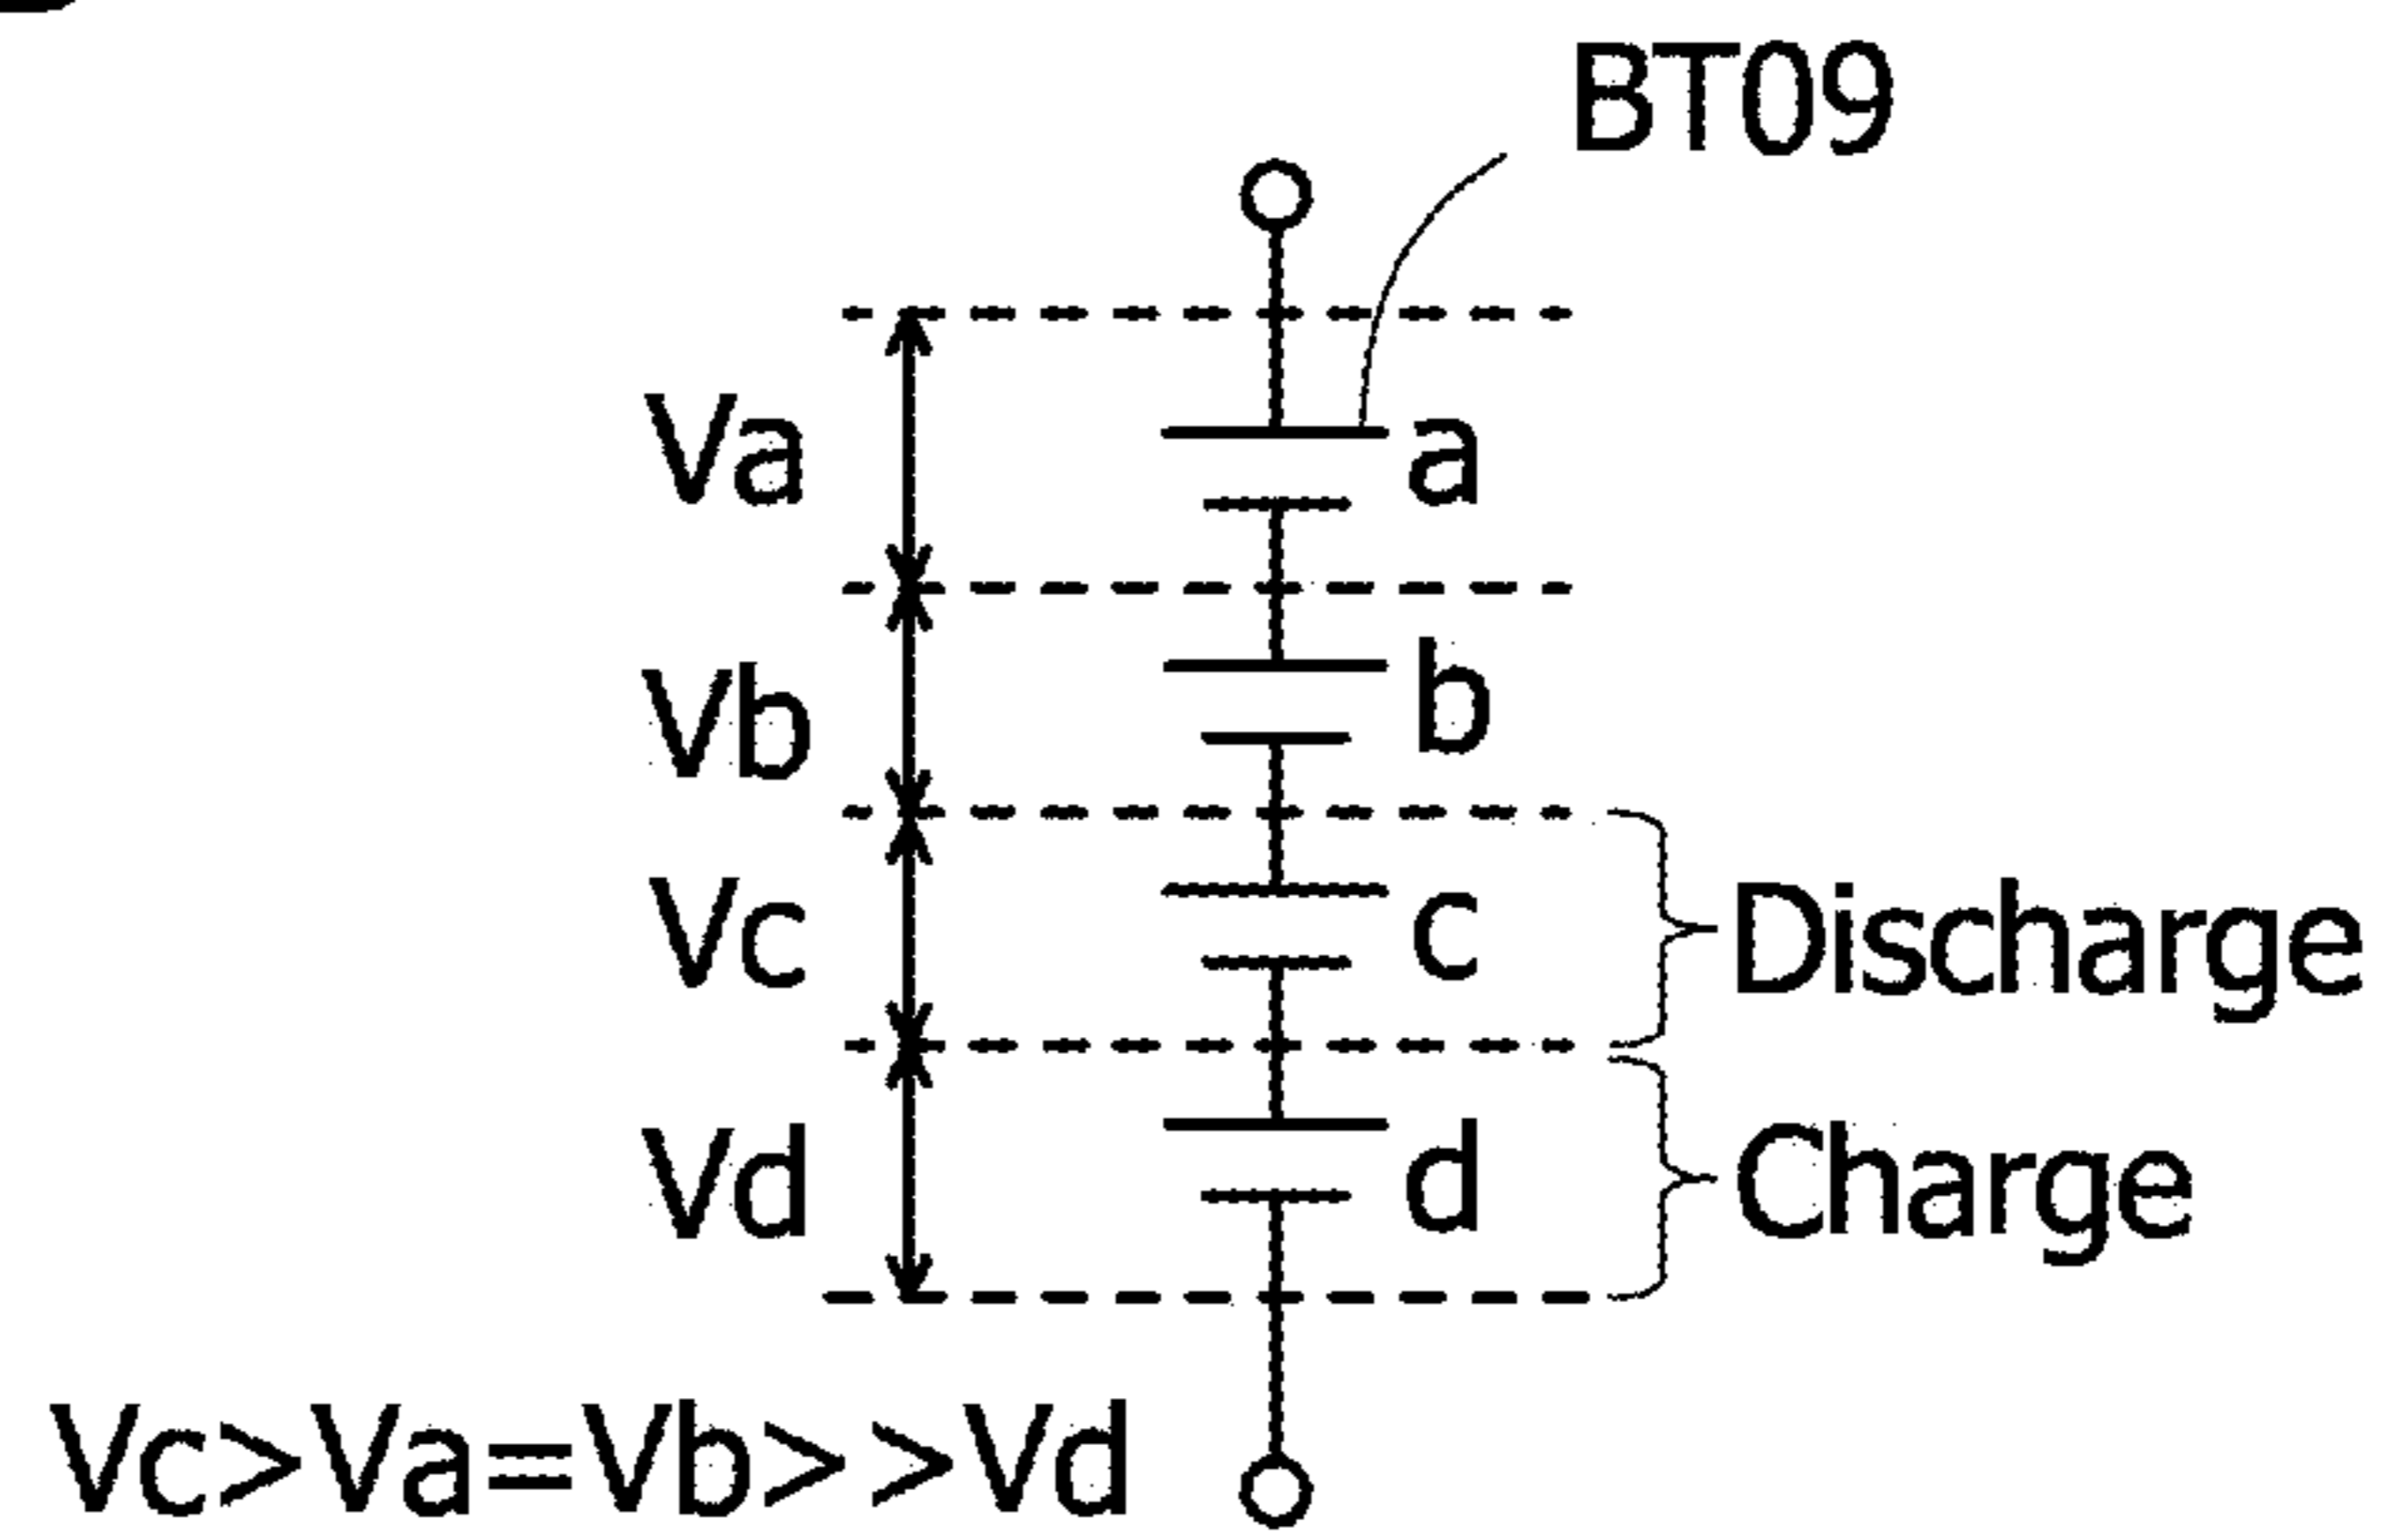 BT09
Va
a
Vb
b
Vc
c
Discharge
Vd
d
Charge
Vc>Va=Vb>>Vd